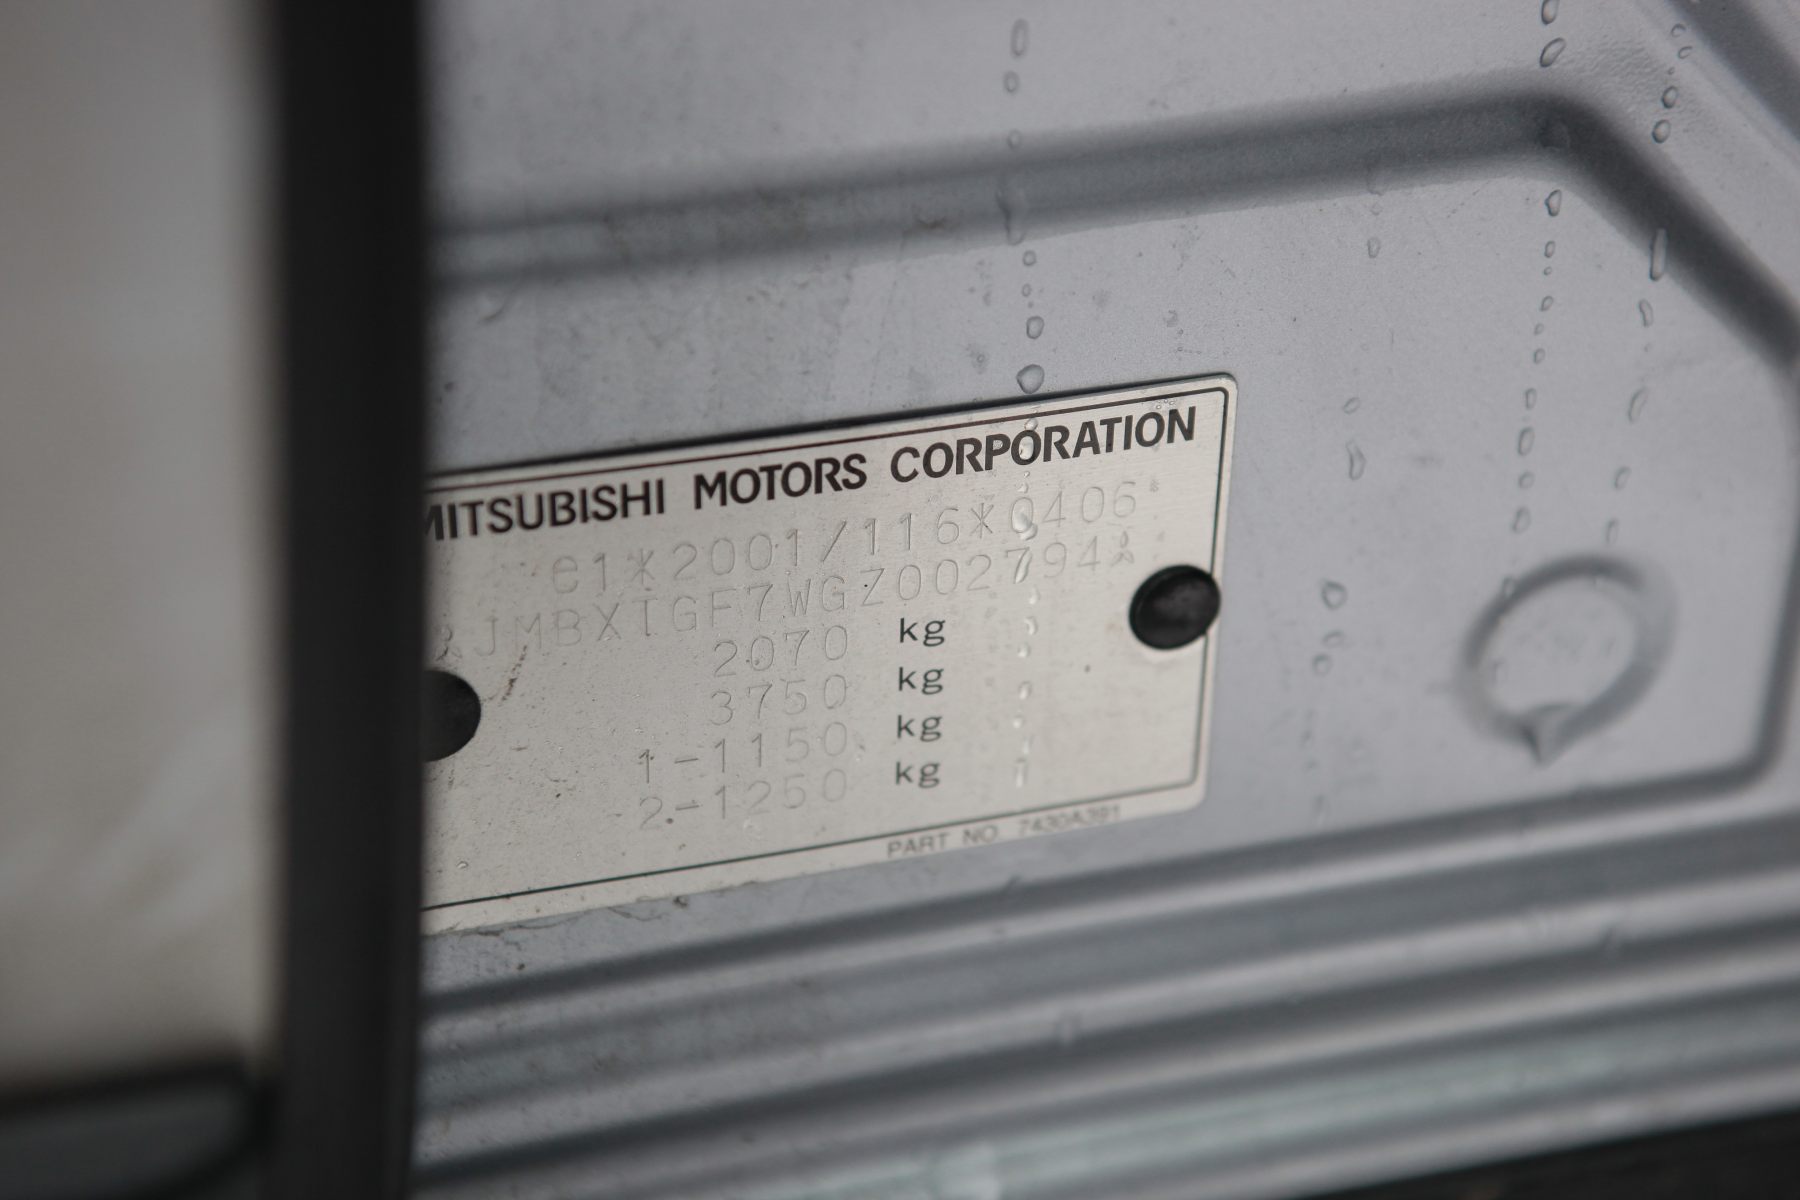 MITSUBISHI MOTORS CORPORATION
e1*2001/116*0406*
*JMBXTGF7WGZ002794*
2070 kg
3750 kg
1-1150 kg
2-1250 kg
PART NO. 7430A391